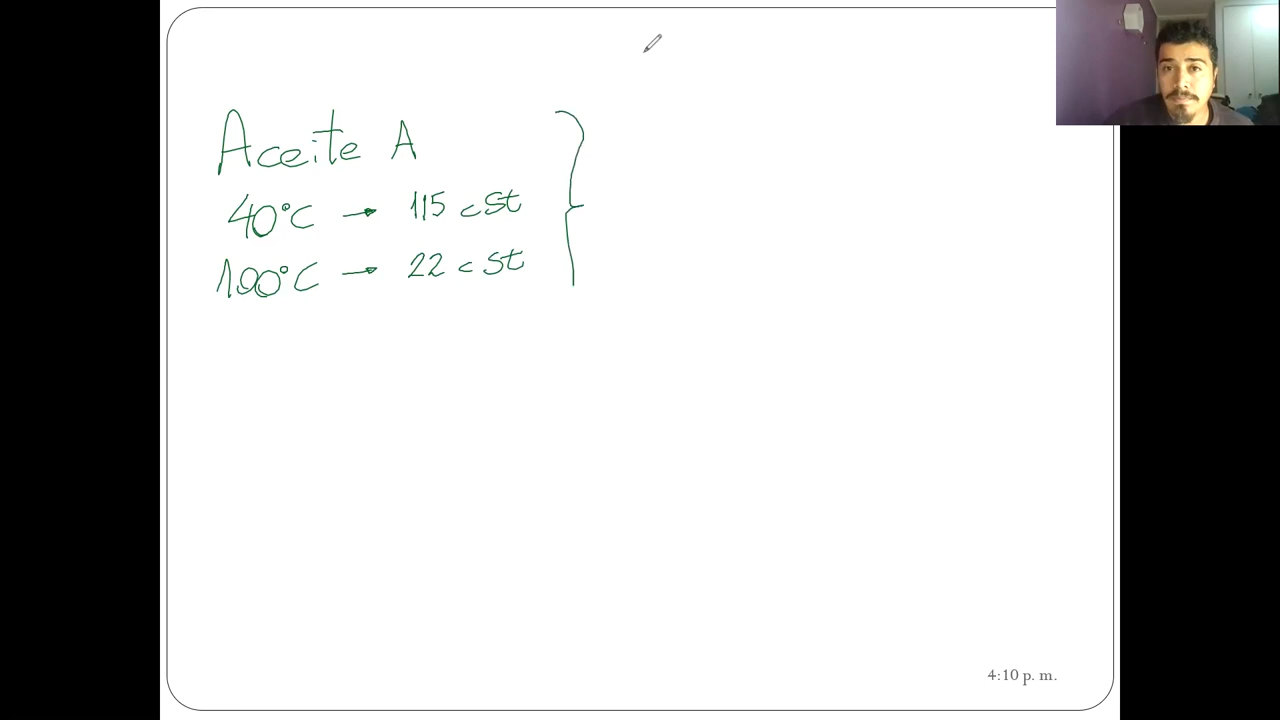 Aceite A
40°C → 115 cSt
100°C → 22 cSt
4:10 p. m.